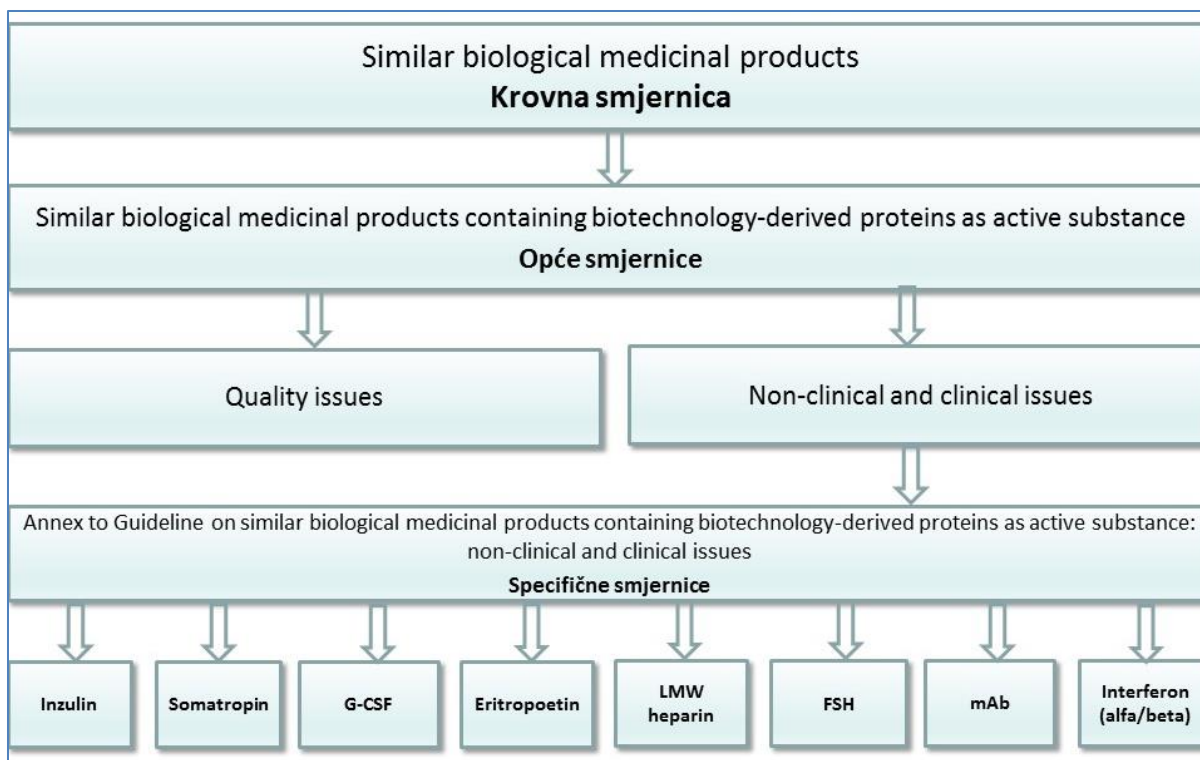 Similar biological medicinal products
Krovna smjernica
Similar biological medicinal products containing biotechnology-derived proteins as active substance
Opće smjernice
Quality issues
Non-clinical and clinical issues
Annex to Guideline on similar biological medicinal products containing biotechnology-derived proteins as active substance:
non-clinical and clinical issues
Specifične smjernice
Inzulin
Somatropin
G-CSF
Eritropoetin
LMW
heparin
FSH
mAb
Interferon
(alfa/beta)